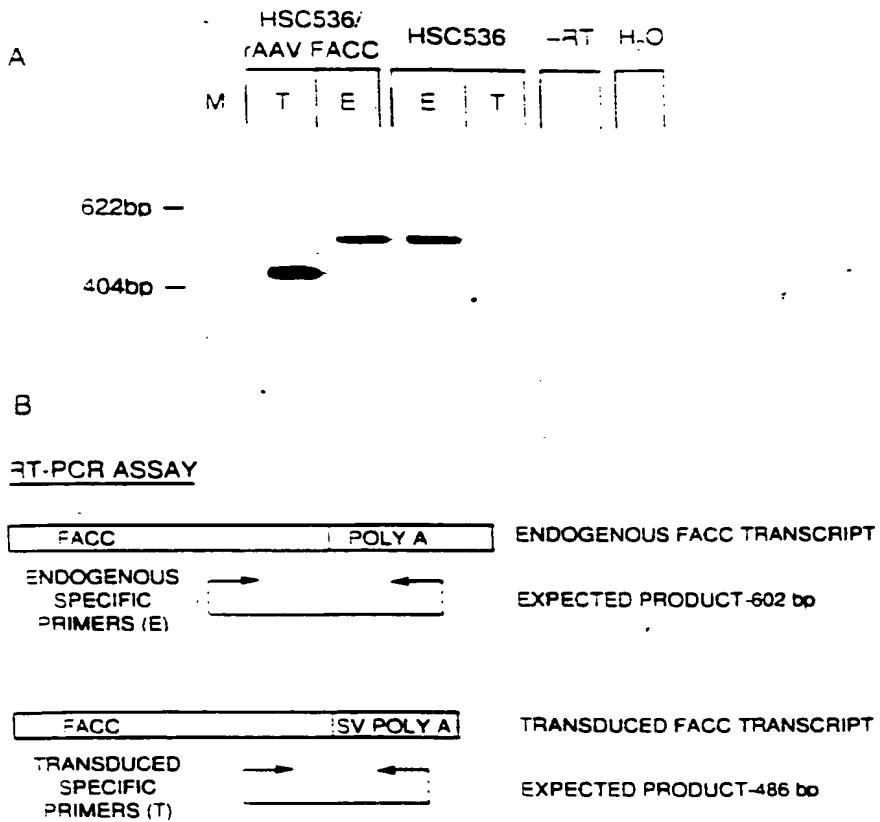 A
HSC536/
rAAV FACC
HSC536
-RT
H2O
M
T
E
E
T
622bp
404bp
B
RT-PCR ASSAY
FACC
POLY A
ENDOGENOUS FACC TRANSCRIPT
ENDOGENOUS
SPECIFIC
PRIMERS (E)
EXPECTED PRODUCT-602 bp
FACC
SV POLY A
TRANSDUCED FACC TRANSCRIPT
TRANSDUCED
SPECIFIC
PRIMERS (T)
EXPECTED PRODUCT-486 bp